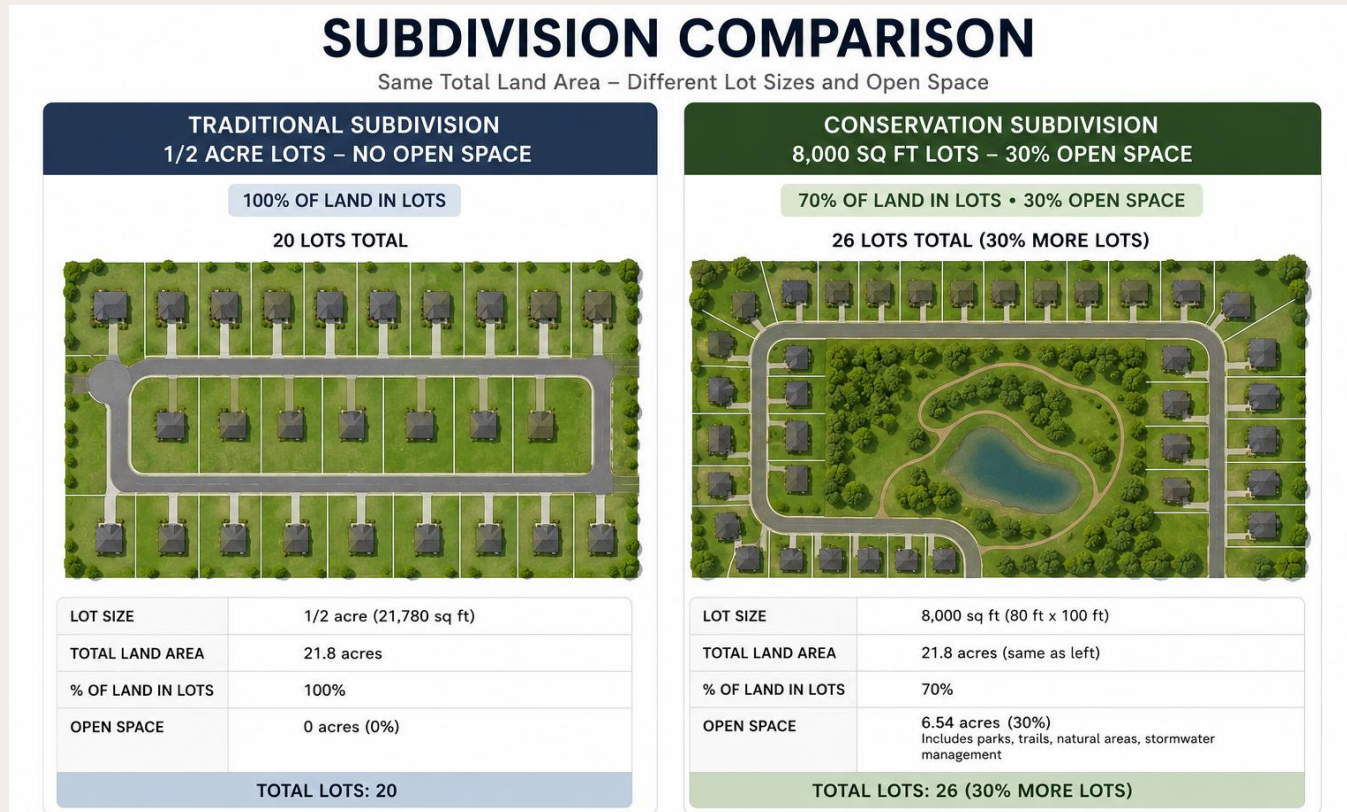 SUBDIVISION COMPARISON
Same Total Land Area – Different Lot Sizes and Open Space
TRADITIONAL SUBDIVISION
1/2 ACRE LOTS – NO OPEN SPACE
100% OF LAND IN LOTS
20 LOTS TOTAL
LOT SIZE 1/2 acre (21,780 sq ft)
TOTAL LAND AREA 21.8 acres
% OF LAND IN LOTS 100%
OPEN SPACE 0 acres (0%)
TOTAL LOTS: 20
CONSERVATION SUBDIVISION
8,000 SQ FT LOTS – 30% OPEN SPACE
70% OF LAND IN LOTS • 30% OPEN SPACE
26 LOTS TOTAL (30% MORE LOTS)
LOT SIZE 8,000 sq ft (80 ft x 100 ft)
TOTAL LAND AREA 21.8 acres (same as left)
% OF LAND IN LOTS 70%
OPEN SPACE 6.54 acres (30%)
Includes parks, trails, natural areas, stormwater
management
TOTAL LOTS: 26 (30% MORE LOTS)